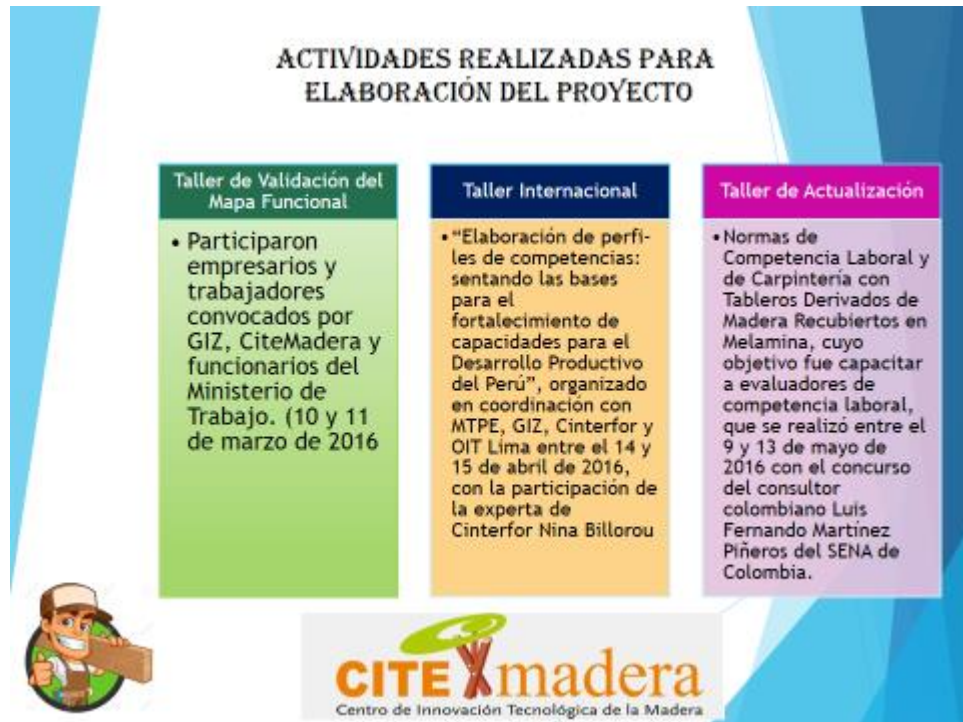 ACTIVIDADES REALIZADAS PARA
ELABORACIÓN DEL PROYECTO
Taller de Validación del
Mapa Funcional
• Participaron
empresarios y
trabajadores
convocados por
GIZ, CiteMadera y
funcionarios del
Ministerio de
Trabajo. (10 y 11
de marzo de 2016
Taller Internacional
• "Elaboración de perfi-
les de competencias:
sentando las bases
para el
fortalecimiento de
capacidades para el
Desarrollo Productivo
del Perú", organizado
en coordinación con
MTPE, GIZ, Cinterfor y
OIT Lima entre el 14 y
15 de abril de 2016,
con la participación de
la experta de
Cinterfor Nina Billorou
Taller de Actualización
• Normas de
Competencia Laboral y
de Carpintería con
Tableros Derivados de
Madera Recubiertos en
Melamina, cuyo
objetivo fue capacitar
a evaluadores de
competencia laboral,
que se realizó entre el
9 y 13 de mayo de
2016 con el concurso
del consultor
colombiano Luis
Fernando Martínez
Piñeros del SENA de
Colombia.
CITE madera
Centro de Innovación Tecnológica de la Madera